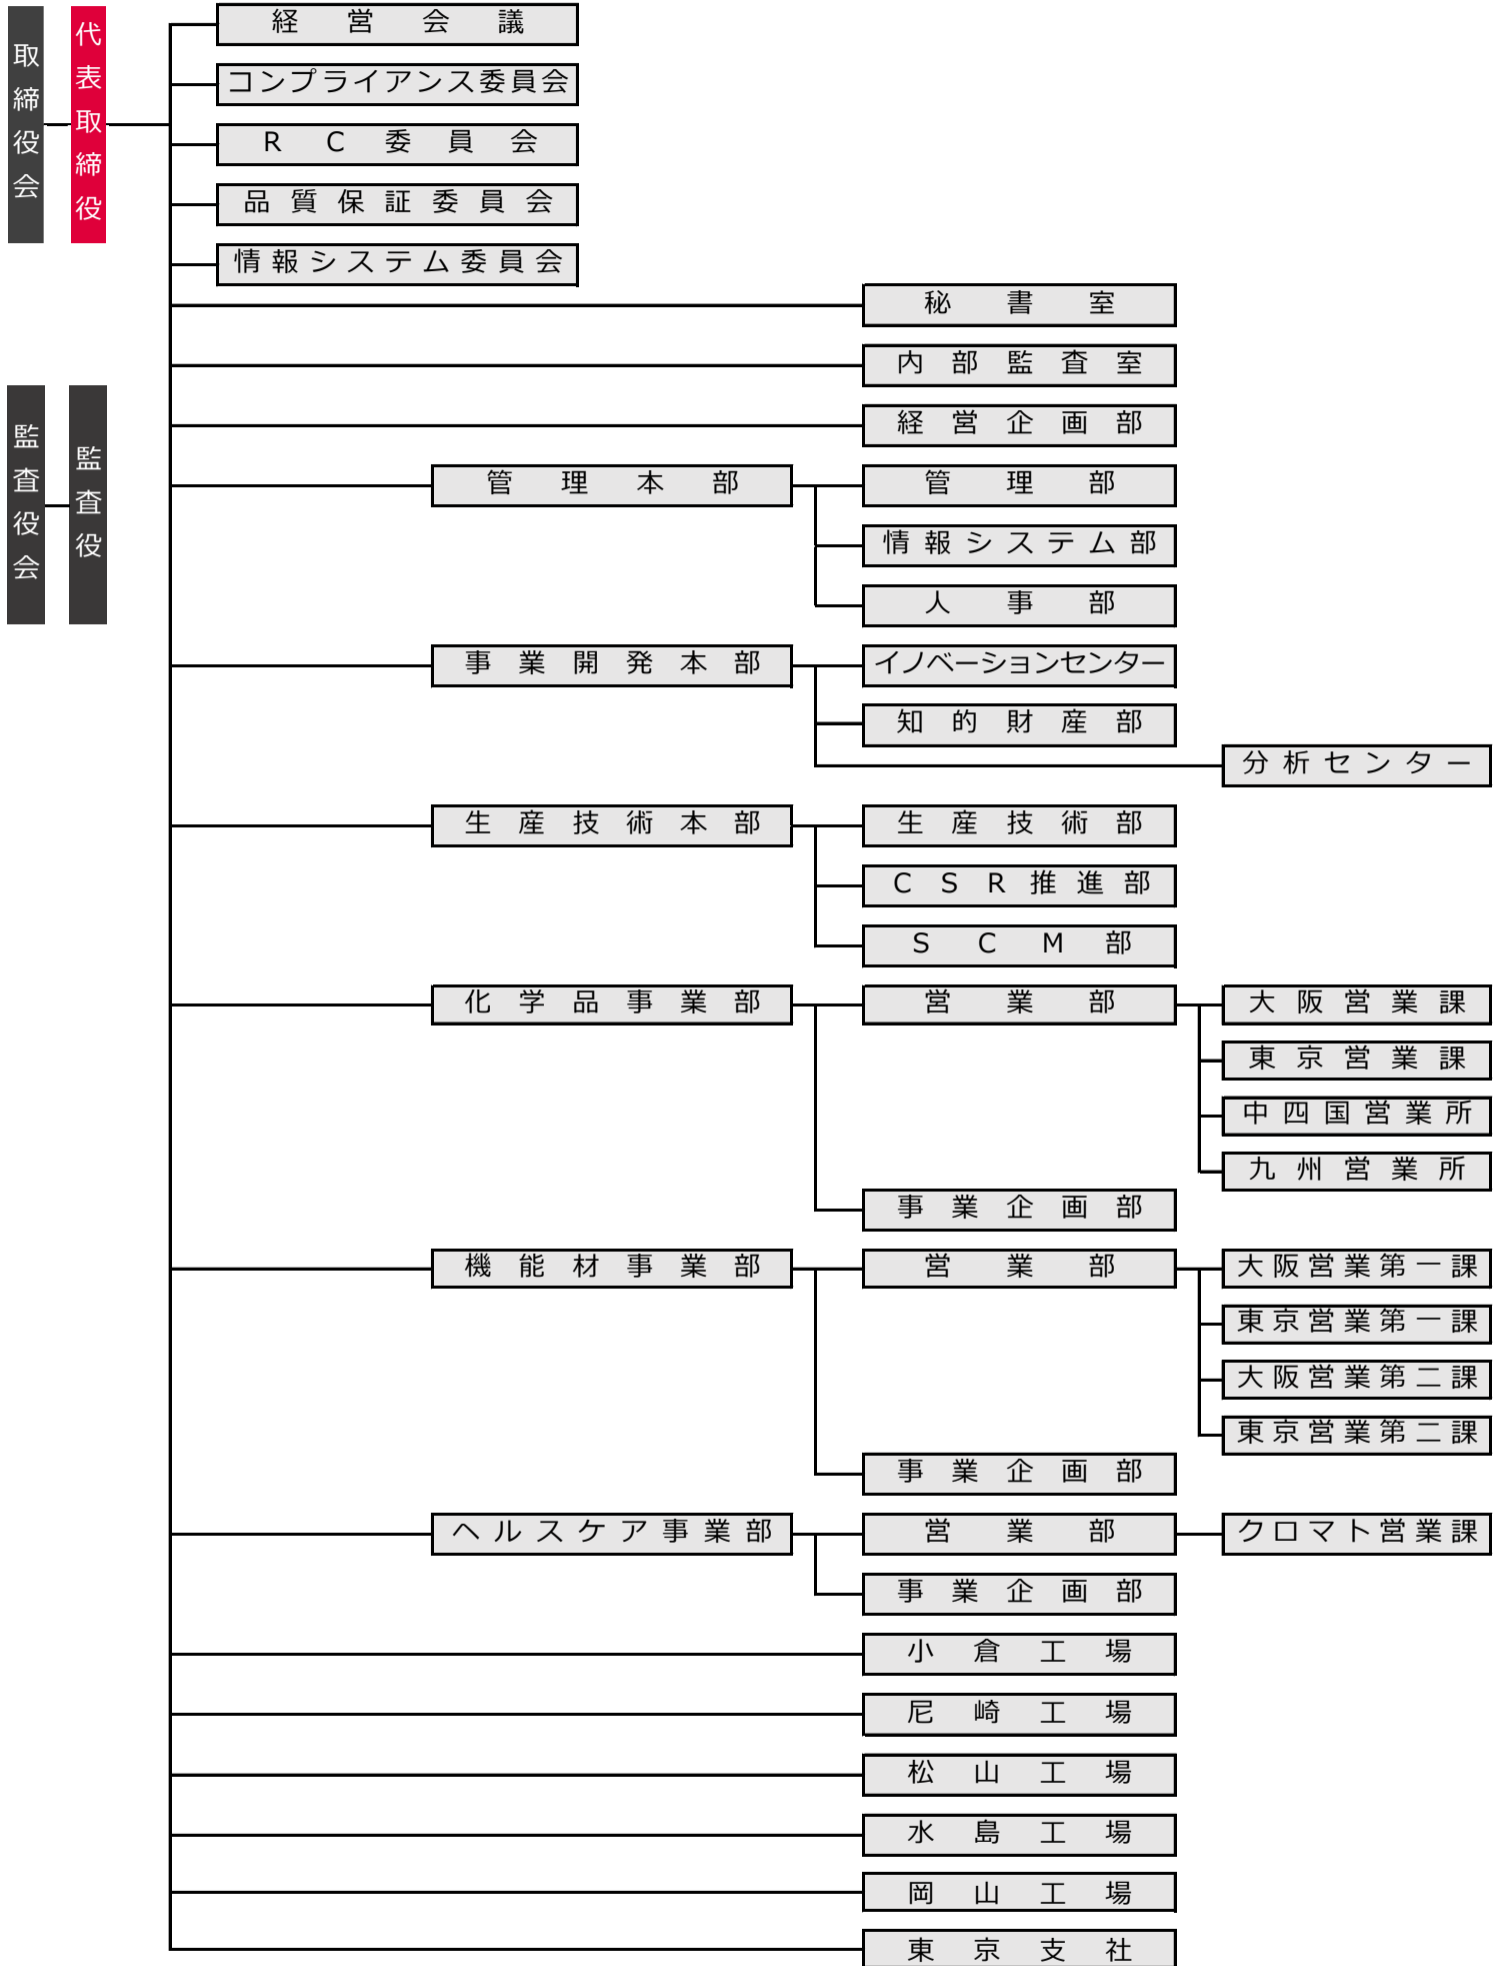 取締役会
代表取締役
経営会議
コンプライアンス委員会
RC委員会
品質保証委員会
情報システム委員会
秘書室
内部監査室
経営企画部
監査役会
監査役
管理本部
管理部
情報システム部
人事部
事業開発本部
イノベーションセンター
知的財産部
分析センター
生産技術本部
生産技術部
CSR推進部
SCM部
化学品事業部
営業部
大阪営業課
東京営業課
中四国営業所
九州営業所
事業企画部
機能材事業部
営業部
大阪営業第一課
東京営業第一課
大阪営業第二課
東京営業第二課
事業企画部
ヘルスケア事業部
営業部
クロマト営業課
事業企画部
小倉工場
尼崎工場
松山工場
水島工場
岡山工場
東京支社